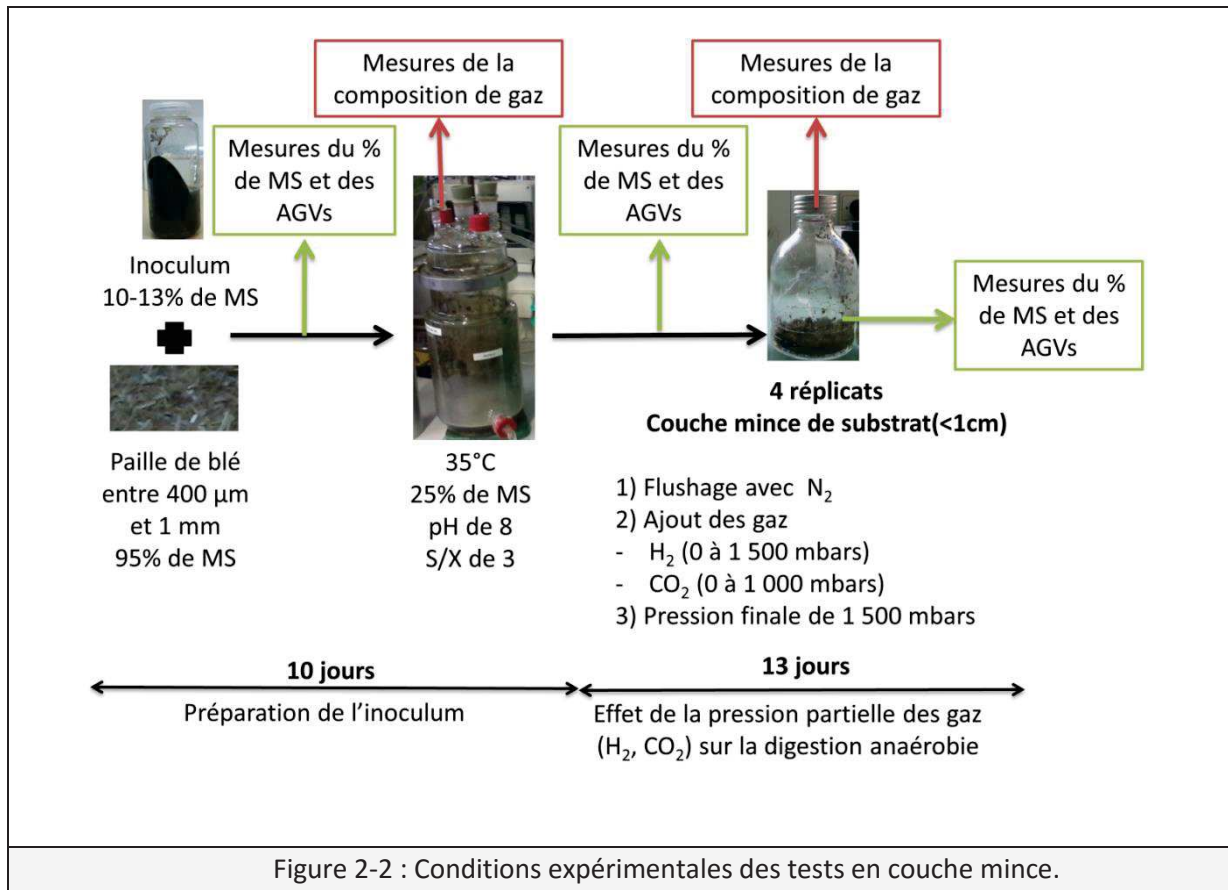 Mesures de la
composition de gaz
Mesures de la
composition de gaz
Mesures du %
de MS et des
AGVs
Mesures du %
de MS et des
AGVs
Inoculum
10-13% de MS
Mesures du %
de MS et des
AGVs
4 réplicats
Couche mince de substrat(<1cm)
Paille de blé
entre 400 µm
et 1 mm
95% de MS
35°C
25% de MS
pH de 8
S/X de 3
1) Flushage avec N₂
2) Ajout des gaz
- H₂ (0 à 1 500 mbars)
- CO₂ (0 à 1 000 mbars)
3) Pression finale de 1 500 mbars
10 jours
Préparation de l’inoculum
13 jours
Effet de la pression partielle des gaz
(H₂, CO₂) sur la digestion anaérobie
Figure 2-2 : Conditions expérimentales des tests en couche mince.